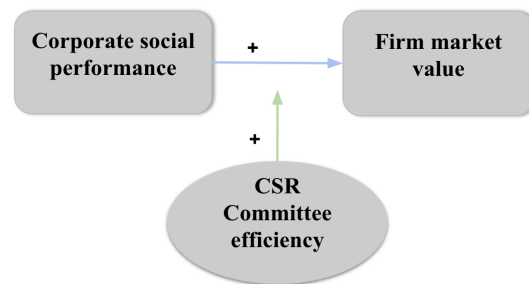 Corporate social
performance
+
Firm market
value
+
CSR
Committee
efficiency